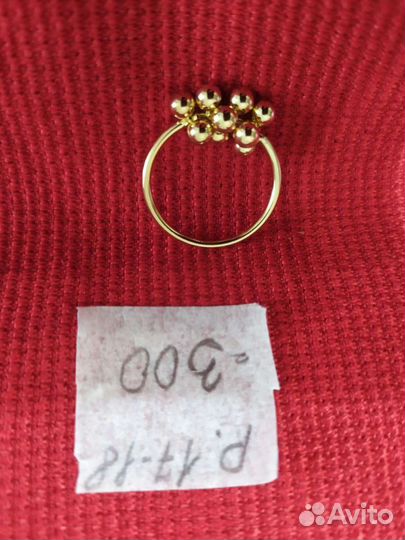 р. 17-18
=300
Avito